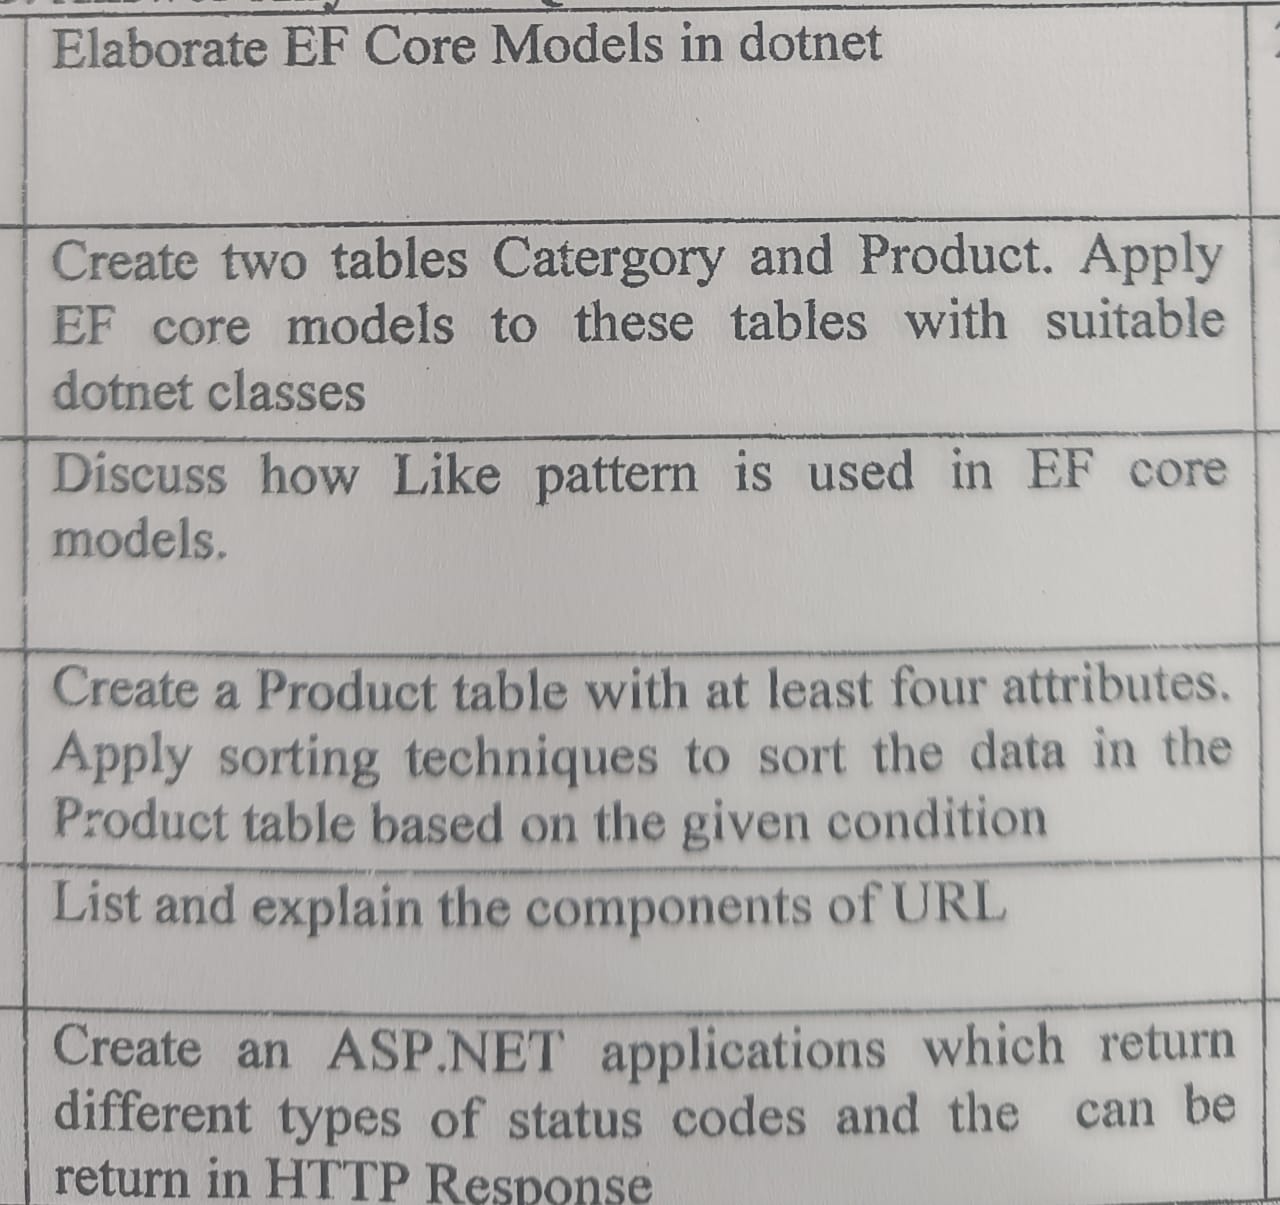 Elaborate EF Core Models in dotnet
Create two tables Catergory and Product. Apply
EF core models to these tables with suitable
dotnet classes
Discuss how Like pattern is used in EF core
models.
Create a Product table with at least four attributes.
Apply sorting techniques to sort the data in the
Product table based on the given condition
List and explain the components of URL
Create an ASP.NET applications which return
different types of status codes and the can be
return in HTTP Response